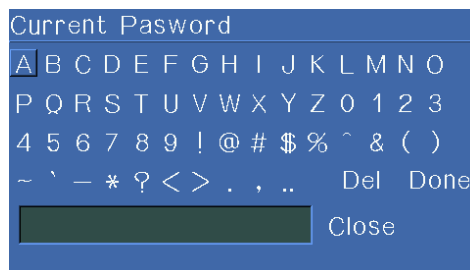 Current Pasword
A B C D E F G H I J K L M N O
P Q R S T U V W X Y Z 0 1 2 3
4 5 6 7 8 9 ! @ # $ % ^ & ( )
~ ` – * ? < > . , .. Del Done
Close